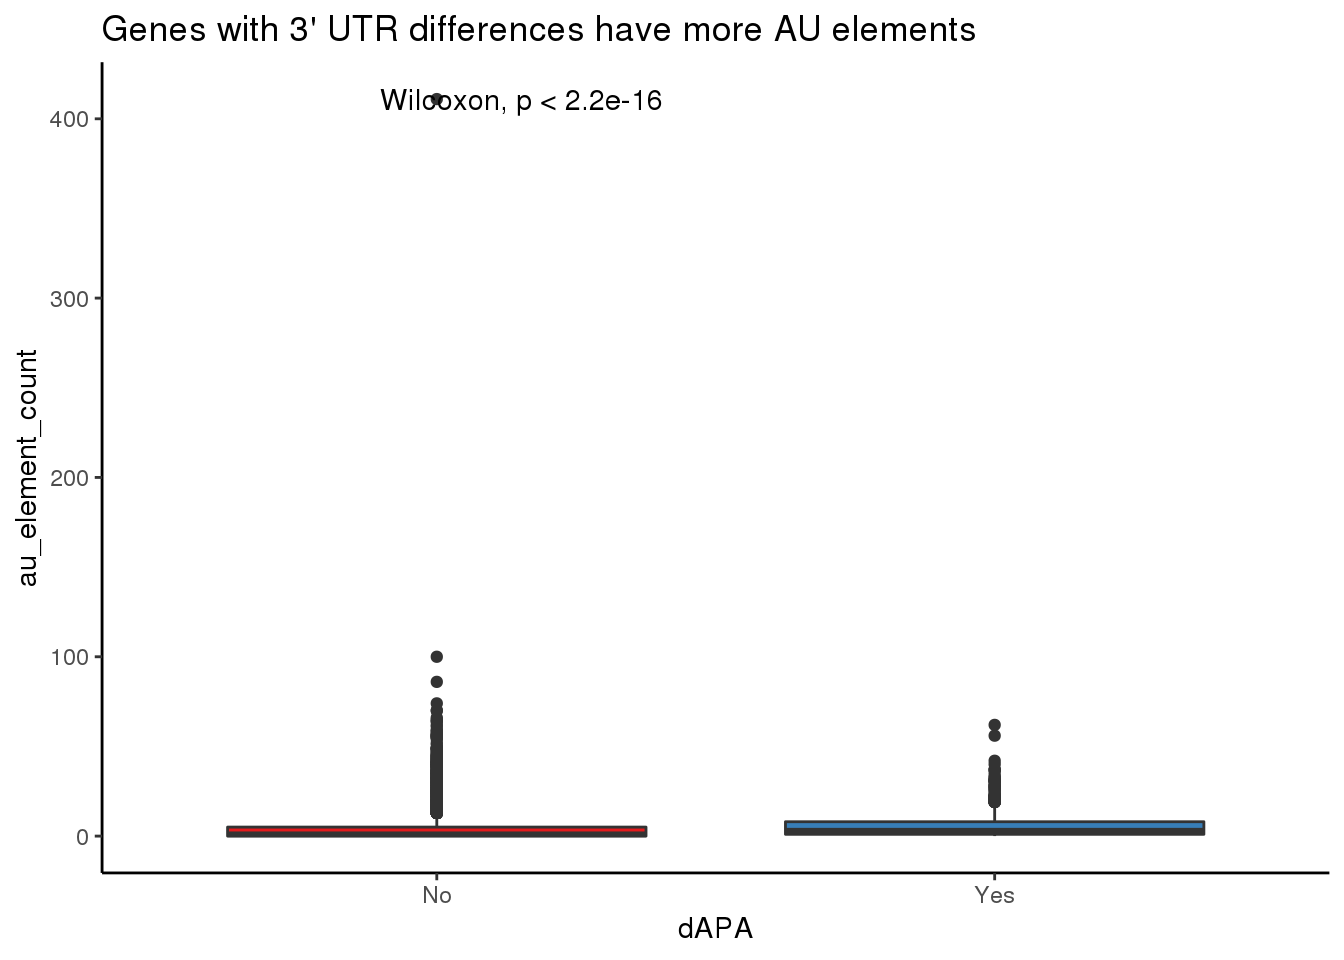 Genes with 3' UTR differences have more AU elements
Wilcoxon, p < 2.2e-16
400
300
200
100
0
au_element_count
No
Yes
dAPA